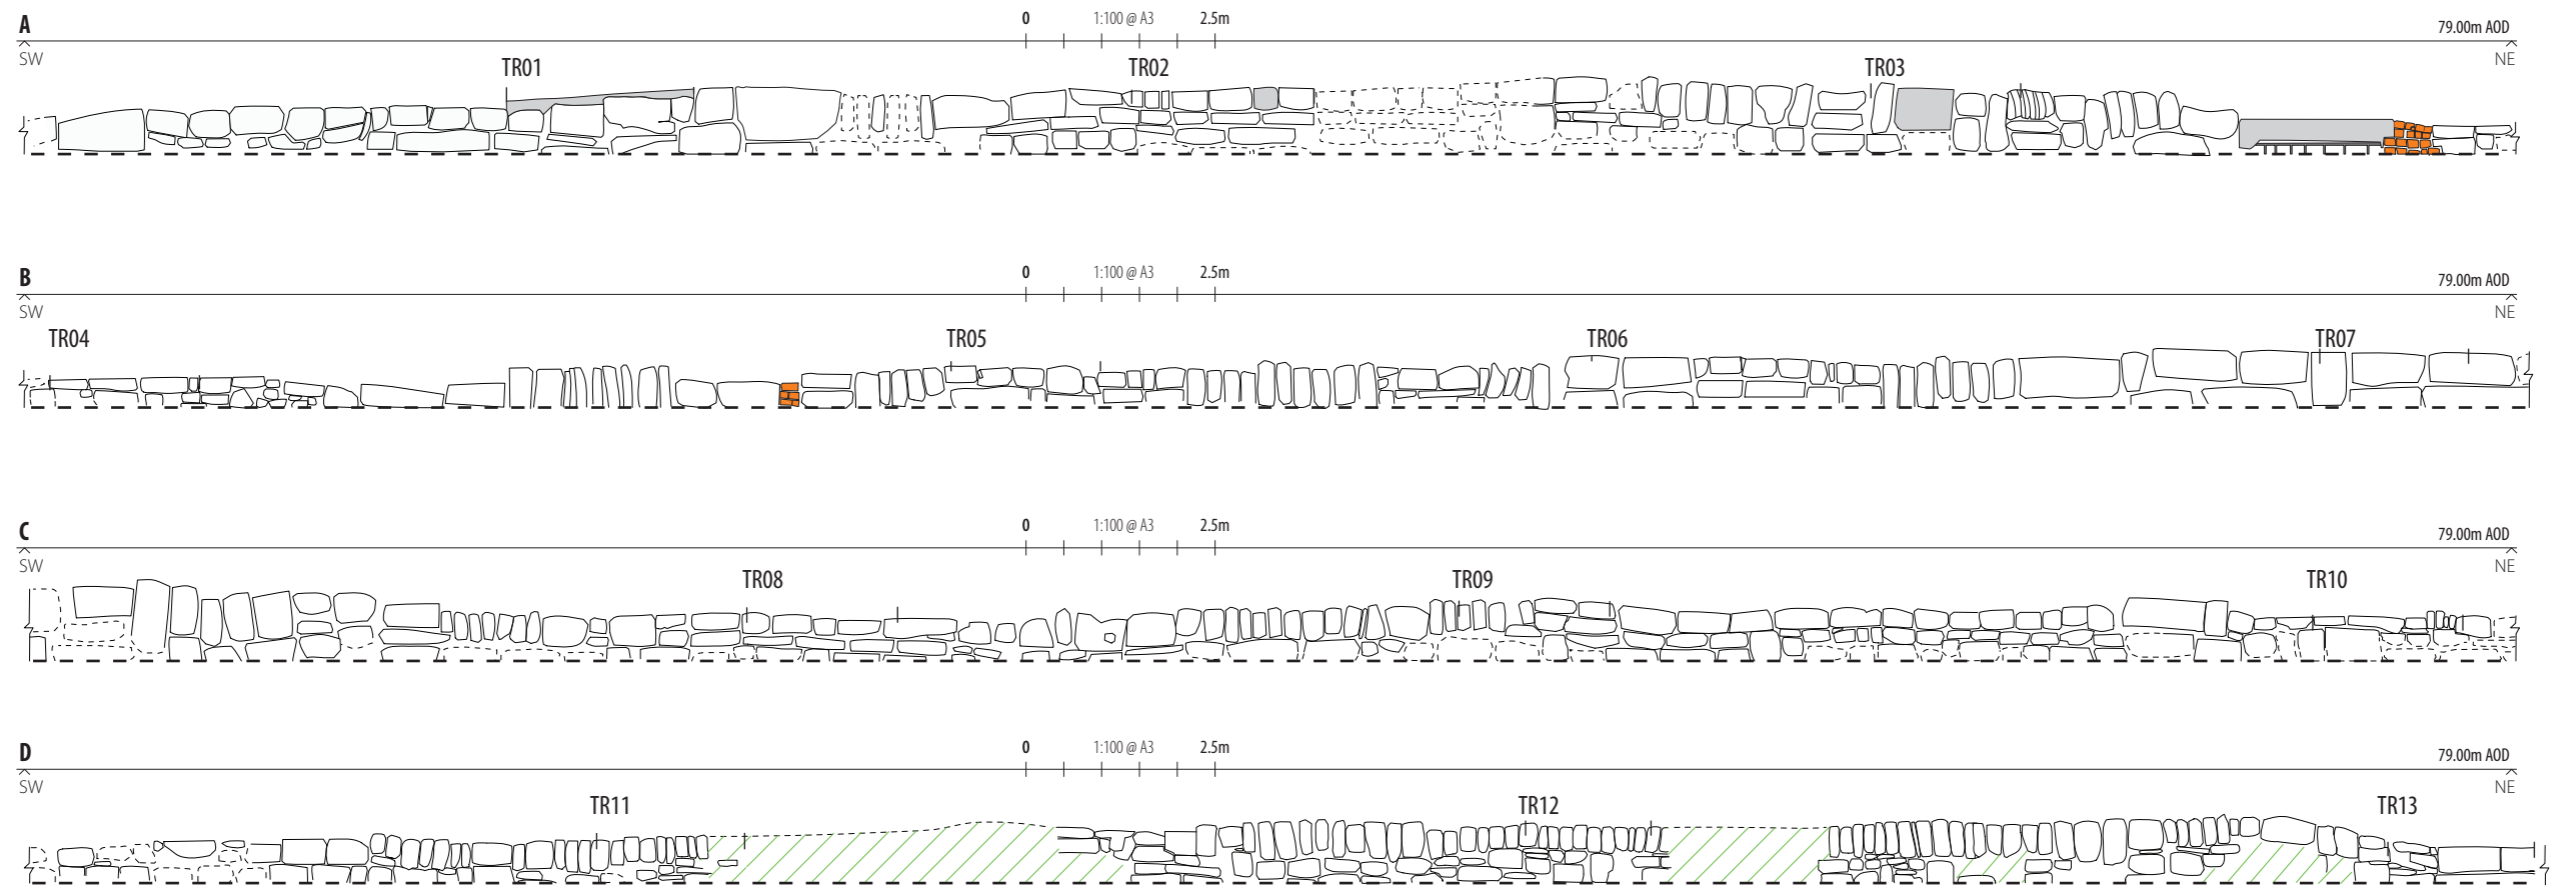 A
0 1:100 @ A3 2.5m
79.00m AOD
SW NE
TR01 TR02 TR03
B
0 1:100 @ A3 2.5m
79.00m AOD
SW NE
TR04 TR05 TR06 TR07
C
0 1:100 @ A3 2.5m
79.00m AOD
SW NE
TR08 TR09 TR10
D
0 1:100 @ A3 2.5m
79.00m AOD
SW NE
TR11 TR12 TR13